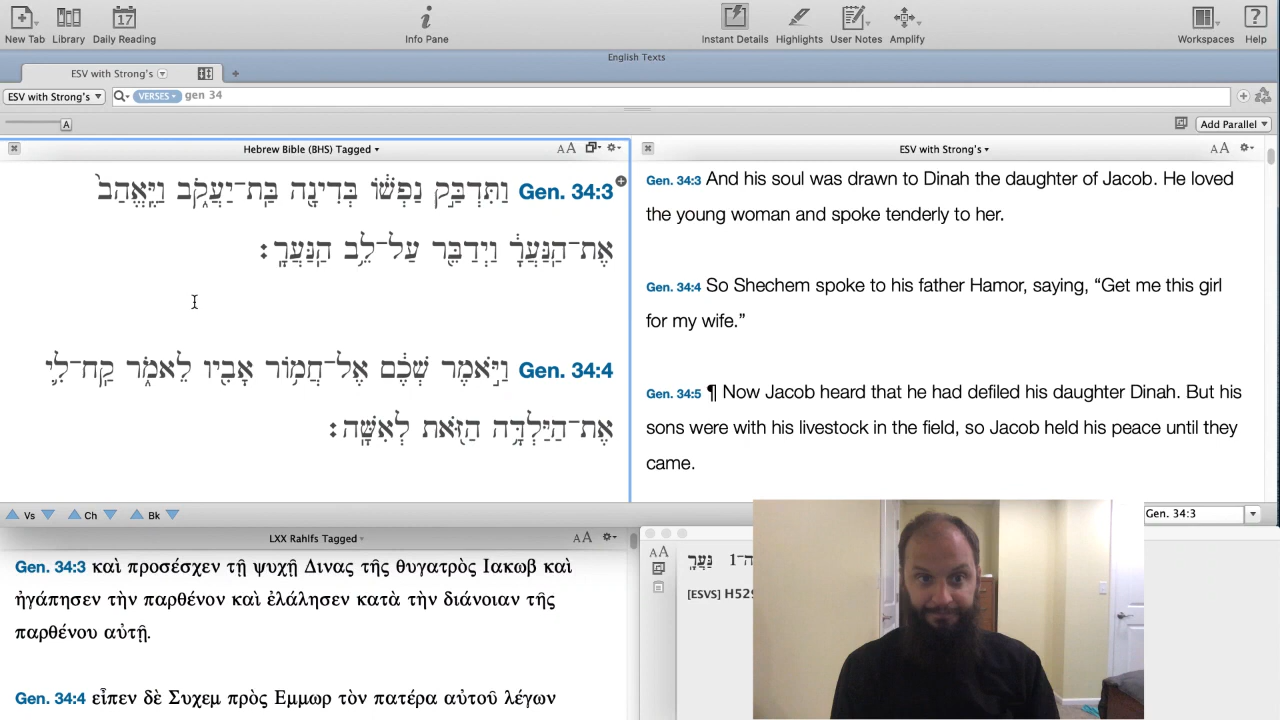 New Tab Library Daily Reading Info Pane Instant Details Highlights User Notes Amplify Workspaces Help
17
English Texts
ESV with Strong's
ESV with Strong's VERSES gen 34
A Add Parallel
Hebrew Bible (BHS) Tagged AA
Gen. 34:3 וַתִּדְבַּ֣ק נַפְשׁ֔וֹ בְּדִינָ֖ה בַּֽת־יַעֲקֹ֑ב וַיֶּֽאֱהַב֙
אֶת־הַֽנַּעֲרָ֔ וַיְדַבֵּ֖ר עַל־לֵ֥ב הַֽנַּעֲרָֽ׃
Gen. 34:4 וַיֹּ֣אמֶר שְׁכֶ֔ם אֶל־חֲמ֥וֹר אָבִ֖יו לֵאמֹ֑ר קַֽח־לִ֛י
אֶת־הַיַּלְדָּ֥ה הַזֹּ֖את לְאִשָּֽׁה׃
Vs Ch Bk
ESV with Strong's AA
Gen. 34:3 And his soul was drawn to Dinah the daughter of Jacob. He loved
the young woman and spoke tenderly to her.
Gen. 34:4 So Shechem spoke to his father Hamor, saying, “Get me this girl
for my wife.”
Gen. 34:5 ¶ Now Jacob heard that he had defiled his daughter Dinah. But his
sons were with his livestock in the field, so Jacob held his peace until they
came.
Gen. 34:3
LXX Rahlfs Tagged AA
Gen. 34:3 καὶ προσέσχεν τῇ ψυχῇ Δινας τῆς θυγατρὸς Ιακωβ καὶ
ἠγάπησεν τὴν παρθένον καὶ ἐλάλησεν κατὰ τὴν διάνοιαν τῆς
παρθένου αὐτῇ.
Gen. 34:4 εἶπεν δὲ Συχεμ πρὸς Εμμωρ τὸν πατέρα αὐτοῦ λέγων
AA
נַּעֲרָֽ
[ESVS]